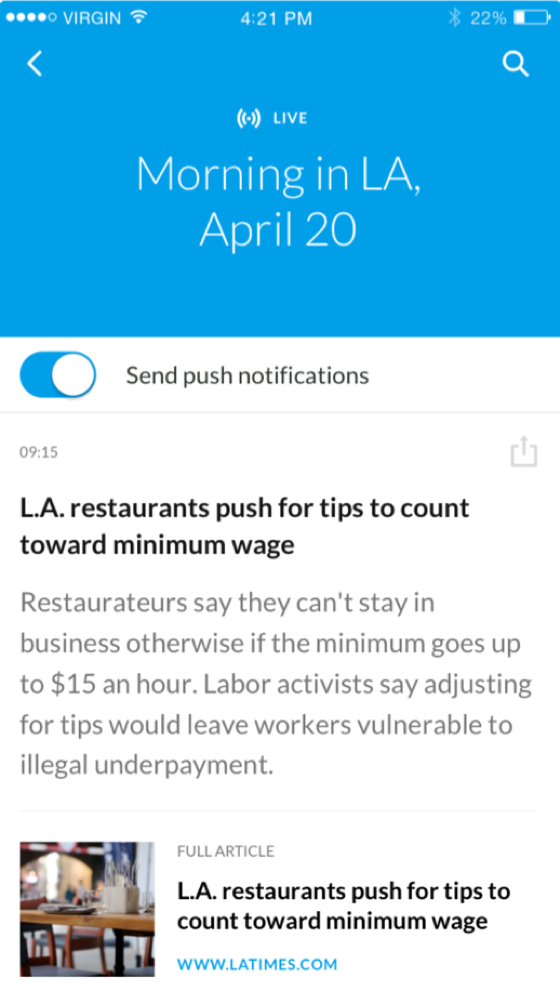 VIRGIN 4:21 PM 22%
LIVE
Morning in LA,
April 20
Send push notifications
09:15
L.A. restaurants push for tips to count
toward minimum wage
Restaurateurs say they can't stay in
business otherwise if the minimum goes up
to $15 an hour. Labor activists say adjusting
for tips would leave workers vulnerable to
illegal underpayment.
FULL ARTICLE
L.A. restaurants push for tips to
count toward minimum wage
WWW.LATIMES.COM